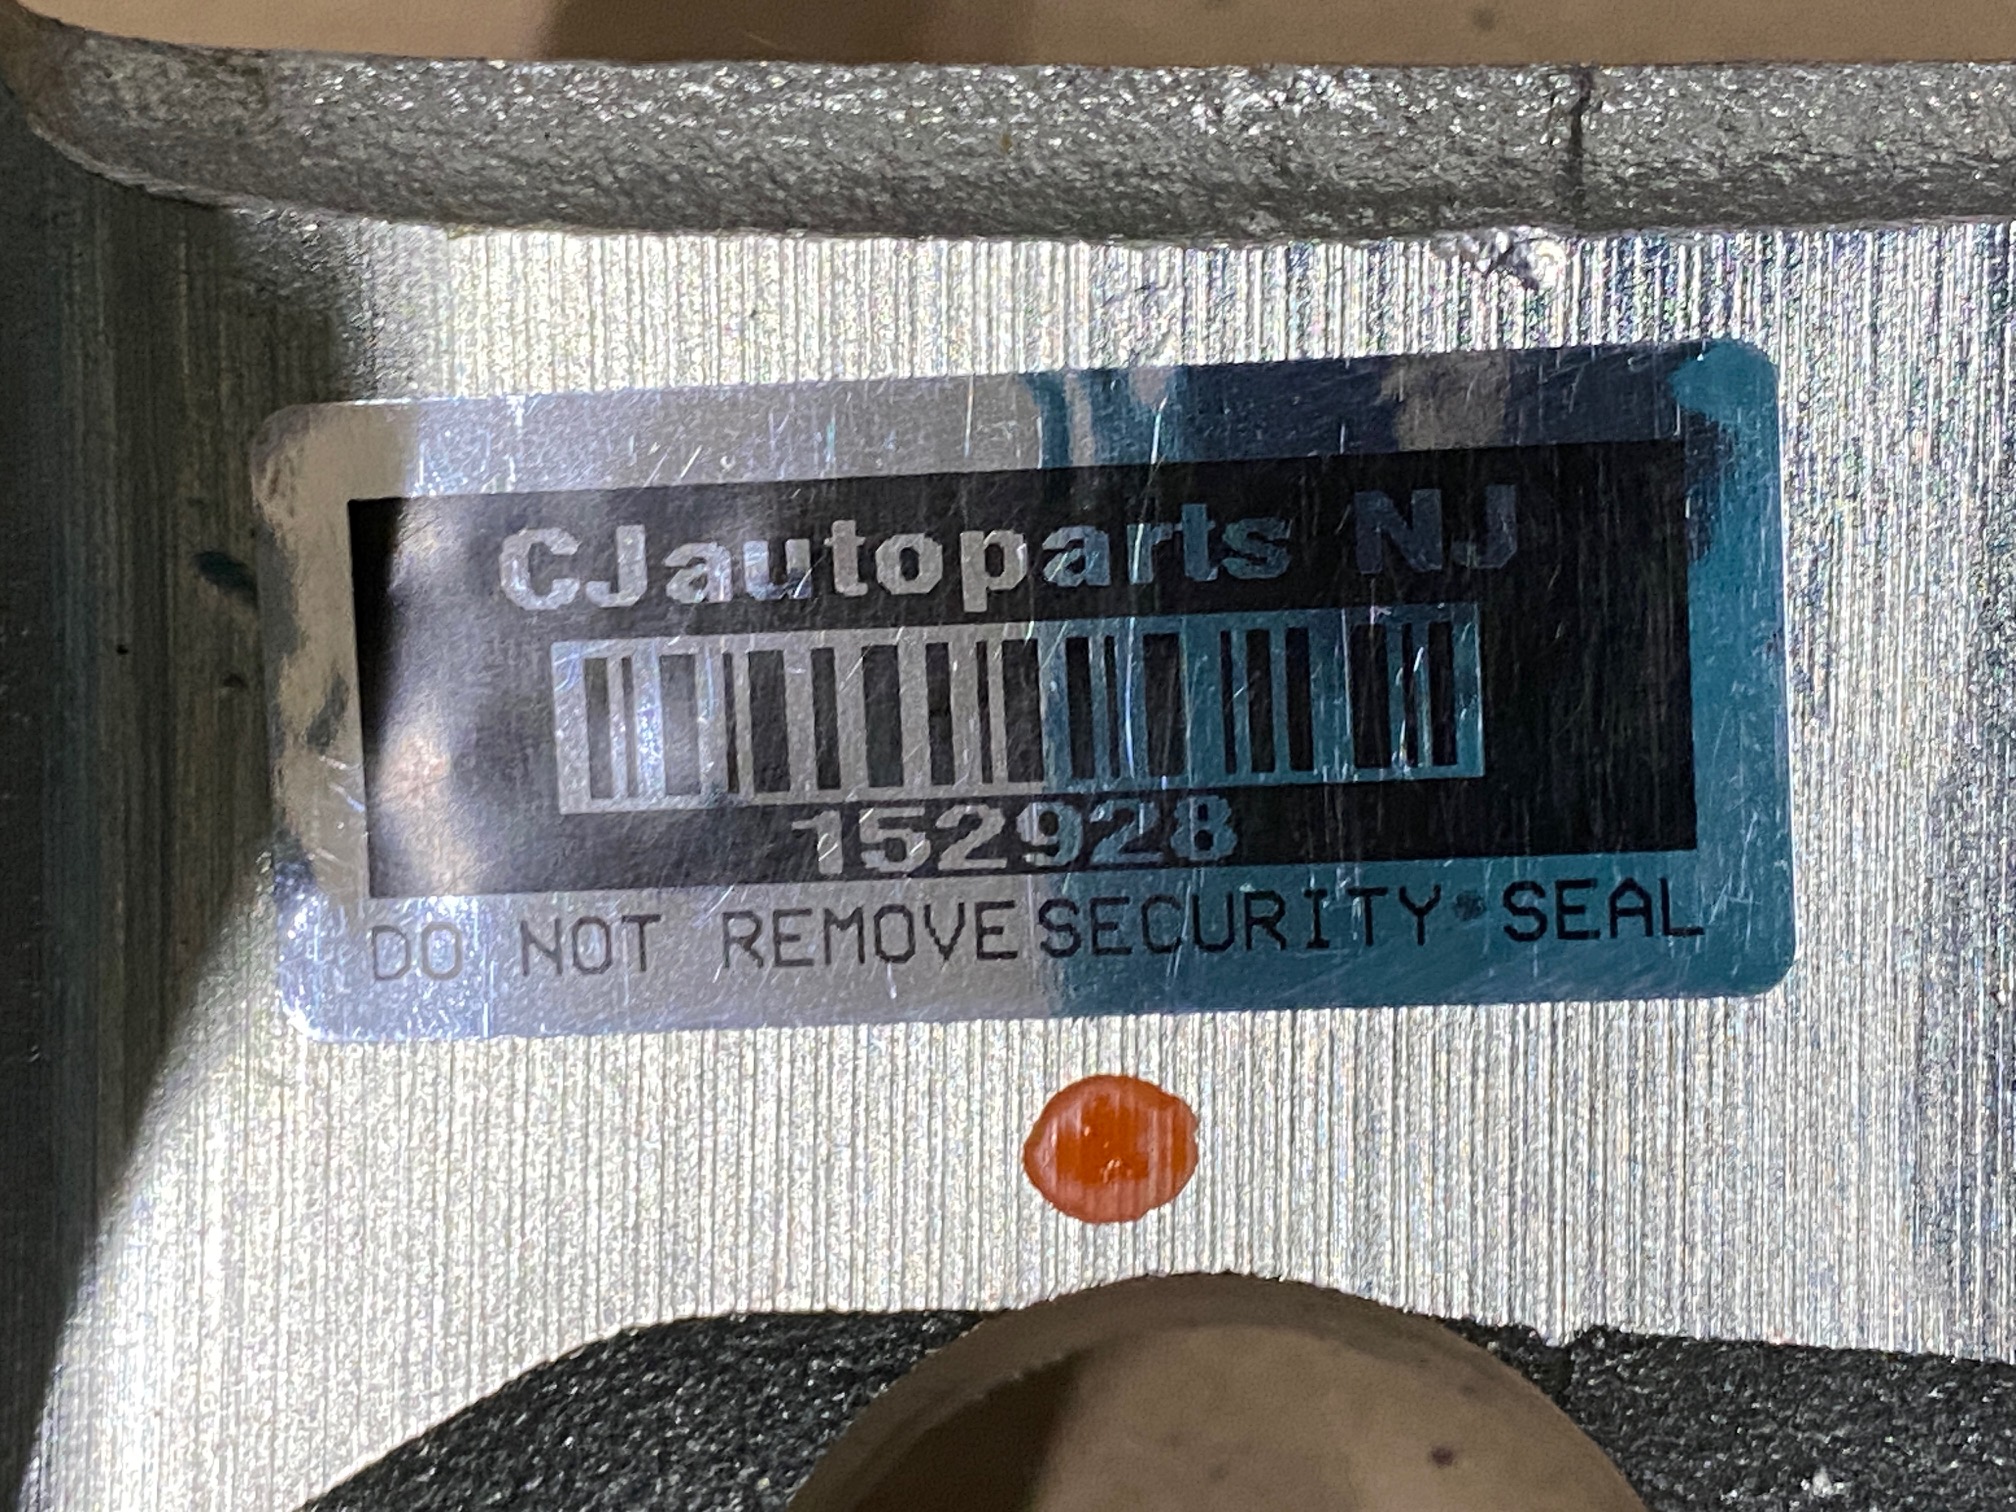 CJautoparts NJ
152928
DO NOT REMOVE SECURITY SEAL